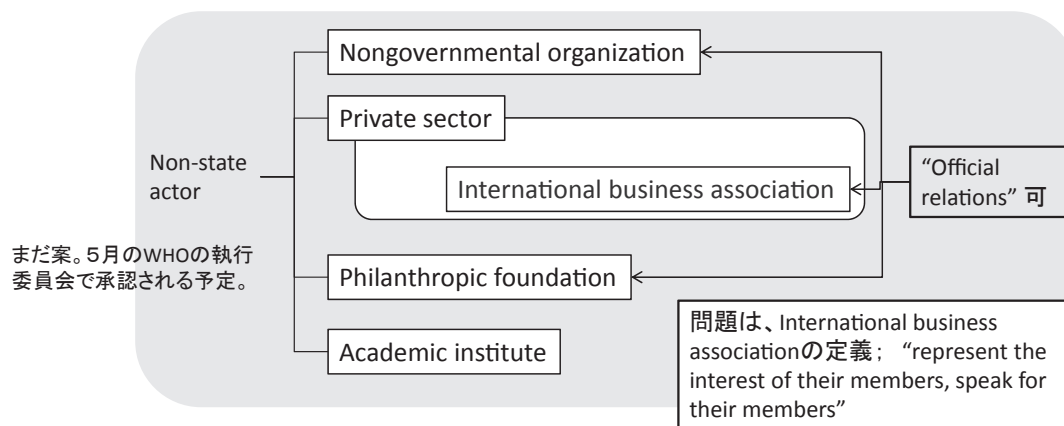 Nongovernmental organization
Private sector
Non-state
actor
International business association
"Official
relations" 可
まだ案。5月のWHOの執行
委員会で承認される予定。
Philanthropic foundation
Academic institute
問題は、International business
associationの定義; "represent the
interest of their members, speak for
their members"